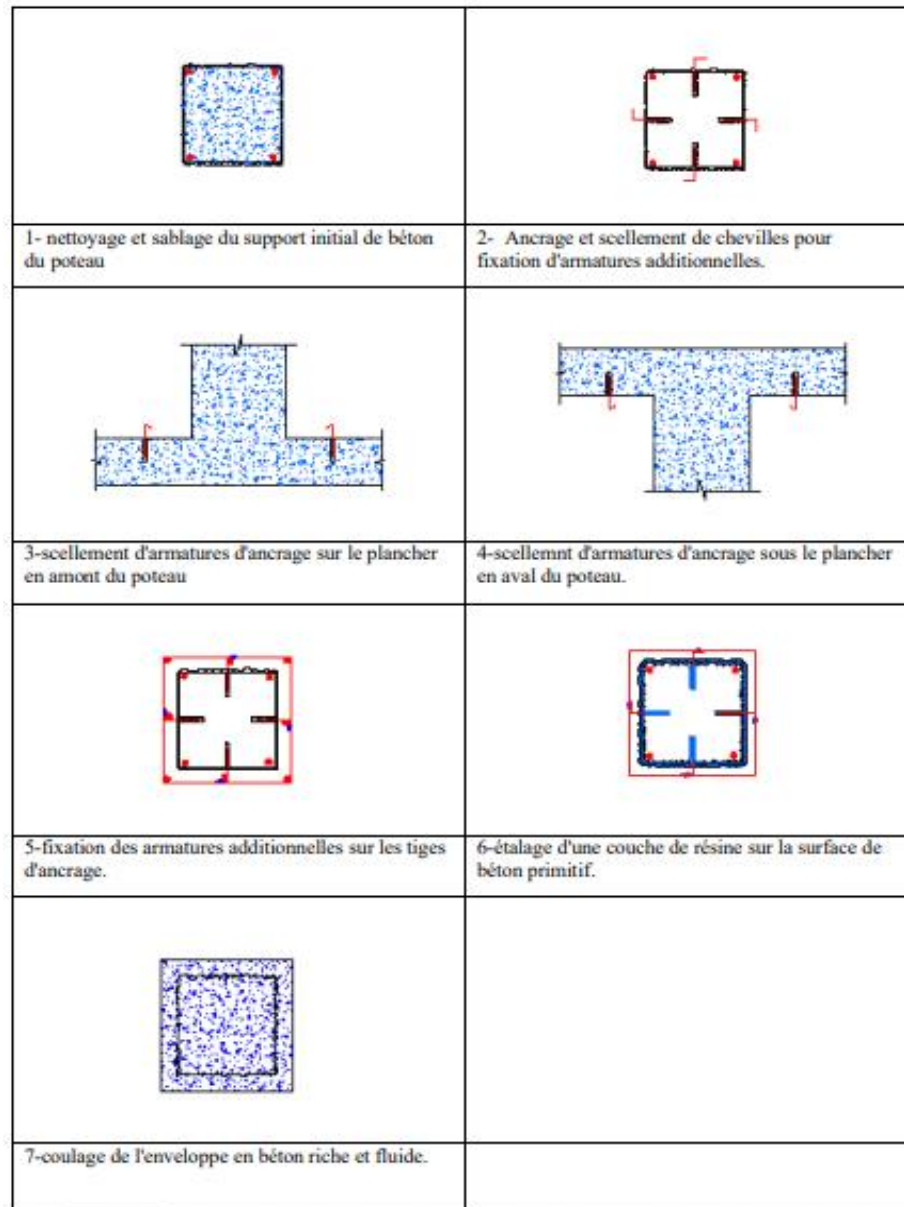 1- nettoyage et sablage du support initial de béton
du poteau
2- Ancrage et scellement de chevilles pour
fixation d'armatures additionnelles.
3-scellement d'armatures d'ancrage sur le plancher
en amont du poteau
4-scellemnt d'armatures d'ancrage sous le plancher
en aval du poteau.
5-fixation des armatures additionnelles sur les tiges
d'ancrage.
6-étalage d'une couche de résine sur la surface de
béton primitif.
7-coulage de l'enveloppe en béton riche et fluide.